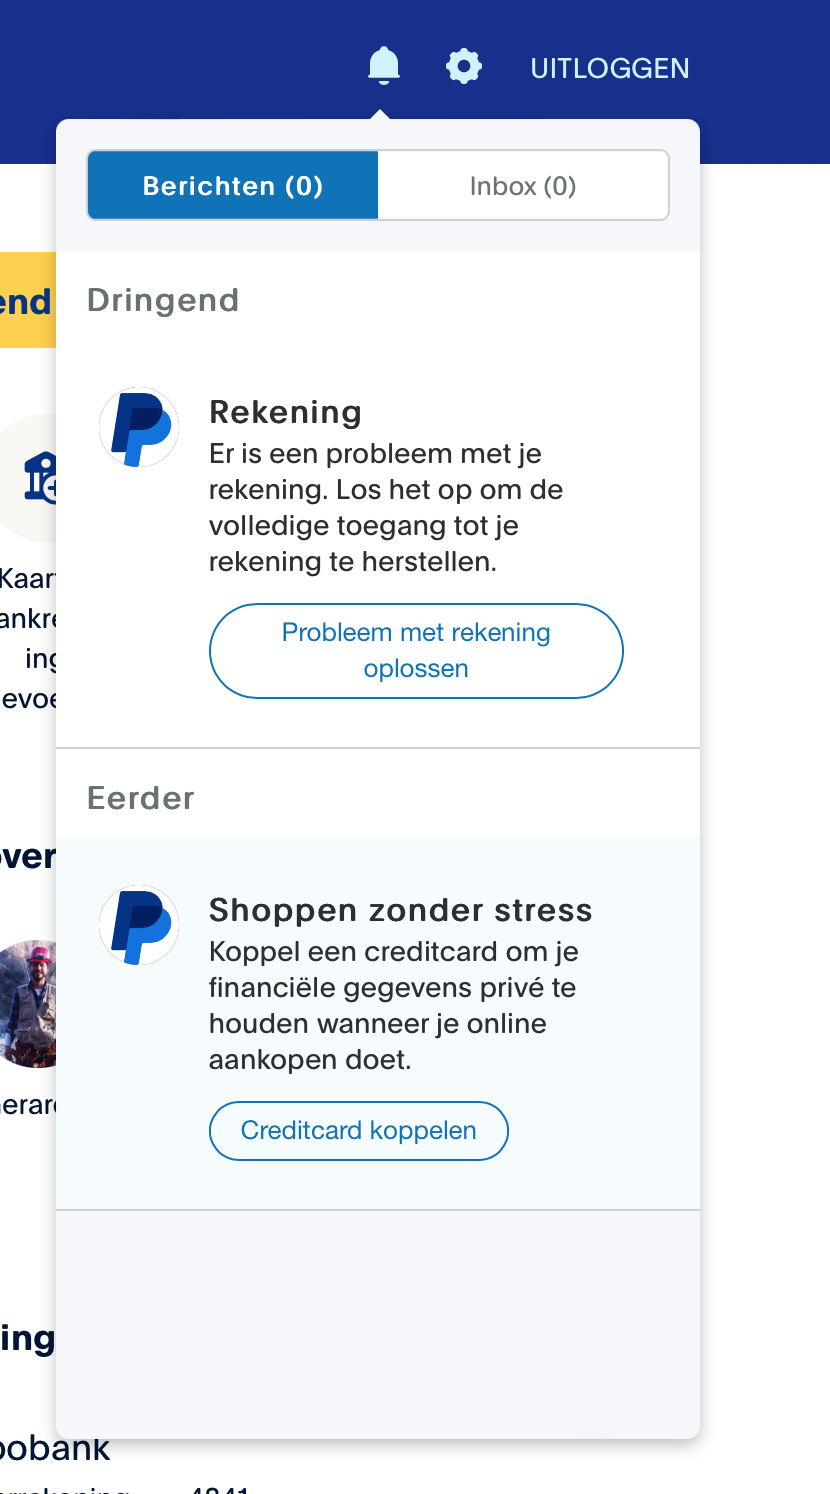 UITLOGGEN
Berichten (0)
Inbox (0)
Dringend
Rekening
Er is een probleem met je
rekening. Los het op om de
volledige toegang tot je
rekening te herstellen.
Probleem met rekening
oplossen
Eerder
Shoppen zonder stress
Koppel een creditcard om je
financiële gegevens privé te
houden wanneer je online
aankopen doet.
Creditcard koppelen
end
Kaar
ankre
ing
evoe
over
erard
ing
obank
4841